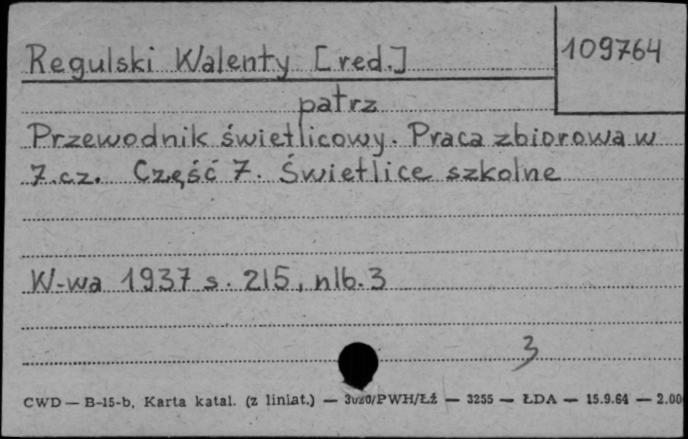 Regulski Walenty [red.]
109764
patrz
Przewodnik świetlicowy. Praca zbiorowa w
7.cz. Część 7. Świetlice szkolne
W-wa 1937 s. 215, nlb. 3
3
CWD — B-15-b, Karta katal. (z liniat.) — /PWH/Łź — 3255 — ŁDA — 15.9.64 — 2.00